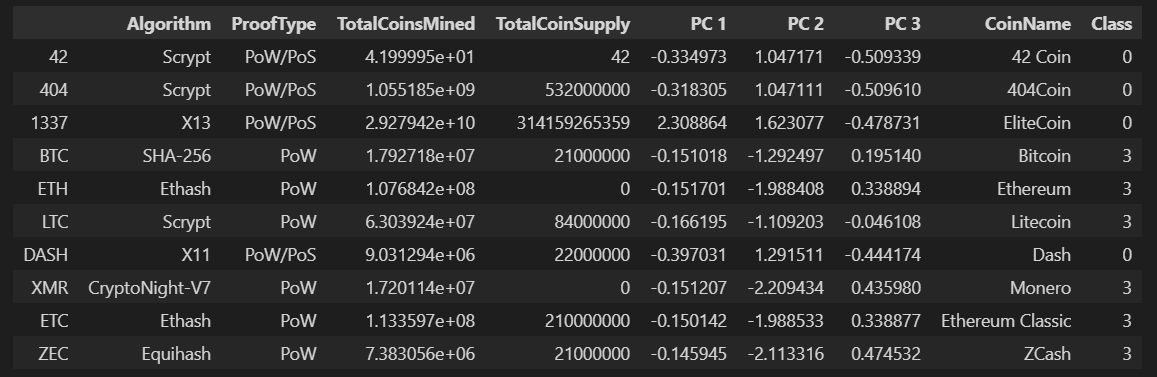 Algorithm ProofType TotalCoinsMined TotalCoinSupply PC 1 PC 2 PC 3 CoinName Class
42 Scrypt PoW/PoS 4.199995e+01 42 -0.334973 1.047171 -0.509339 42 Coin 0
404 Scrypt PoW/PoS 1.055185e+09 532000000 -0.318305 1.047111 -0.509610 404Coin 0
1337 X13 PoW/PoS 2.927942e+10 314159265359 2.308864 1.623077 -0.478731 EliteCoin 0
BTC SHA-256 PoW 1.792718e+07 21000000 -0.151018 -1.292497 0.195140 Bitcoin 3
ETH Ethash PoW 1.076842e+08 0 -0.151701 -1.988408 0.338894 Ethereum 3
LTC Scrypt PoW 6.303924e+07 84000000 -0.166195 -1.109203 -0.046108 Litecoin 3
DASH X11 PoW/PoS 9.031294e+06 22000000 -0.397031 1.291511 -0.444174 Dash 0
XMR CryptoNight-V7 PoW 1.720114e+07 0 -0.151207 -2.209434 0.435980 Monero 3
ETC Ethash PoW 1.133597e+08 210000000 -0.150142 -1.988533 0.338877 Ethereum Classic 3
ZEC Equihash PoW 7.383056e+06 21000000 -0.145945 -2.113316 0.474532 ZCash 3